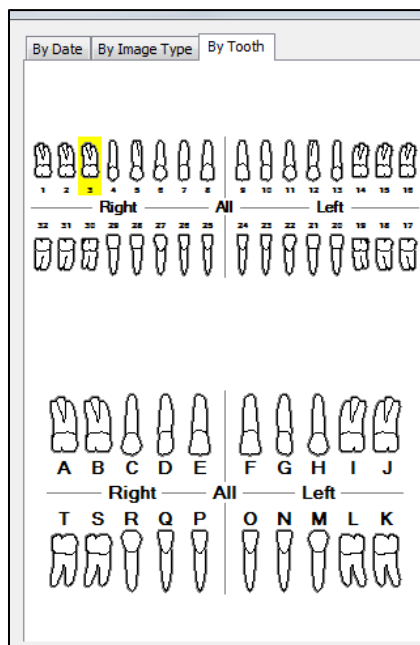 By Date By Image Type By Tooth
1 2 3 4 5 6 7 8 9 10 11 12 13 14 15 16
Right All Left
32 31 30 29 28 27 26 25 24 23 22 21 20 19 18 17
A B C D E F G H I J
Right All Left
T S R Q P O N M L K